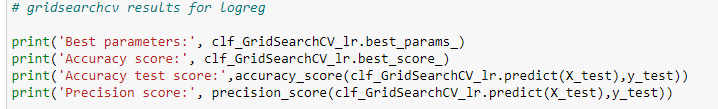 # gridsearchcv results for logreg
print('Best parameters:', clf_GridSearchCV_lr.best_params_)
print('Accuracy score:', clf_GridSearchCV_lr.best_score_)
print('Accuracy test score:',accuracy_score(clf_GridSearchCV_lr.predict(X_test),y_test))
print('Precision score:', precision_score(clf_GridSearchCV_lr.predict(X_test),y_test))